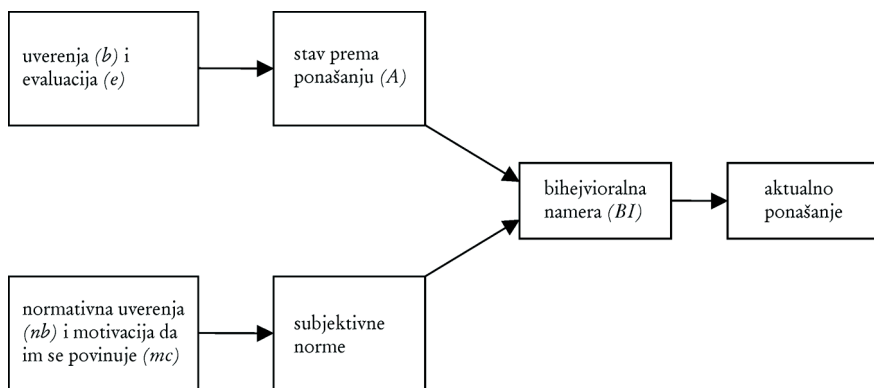 uverenja (b) i
evaluacija (e)
stav prema
ponašanju (A)
bihejvioralna
namera (BI)
aktualno
ponašanje
normativna uverenja
(nb) i motivacija da
im se povinuje (mc)
subjektivne
norme